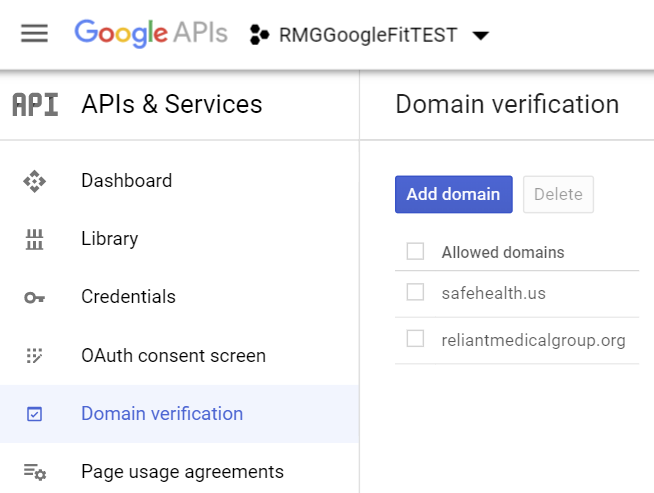 Google APIs RMGGoogleFitTEST
API APIs & Services
Dashboard
Library
Credentials
OAuth consent screen
Domain verification
Page usage agreements
Domain verification
Add domain Delete
Allowed domains
safehealth.us
reliantmedicalgroup.org